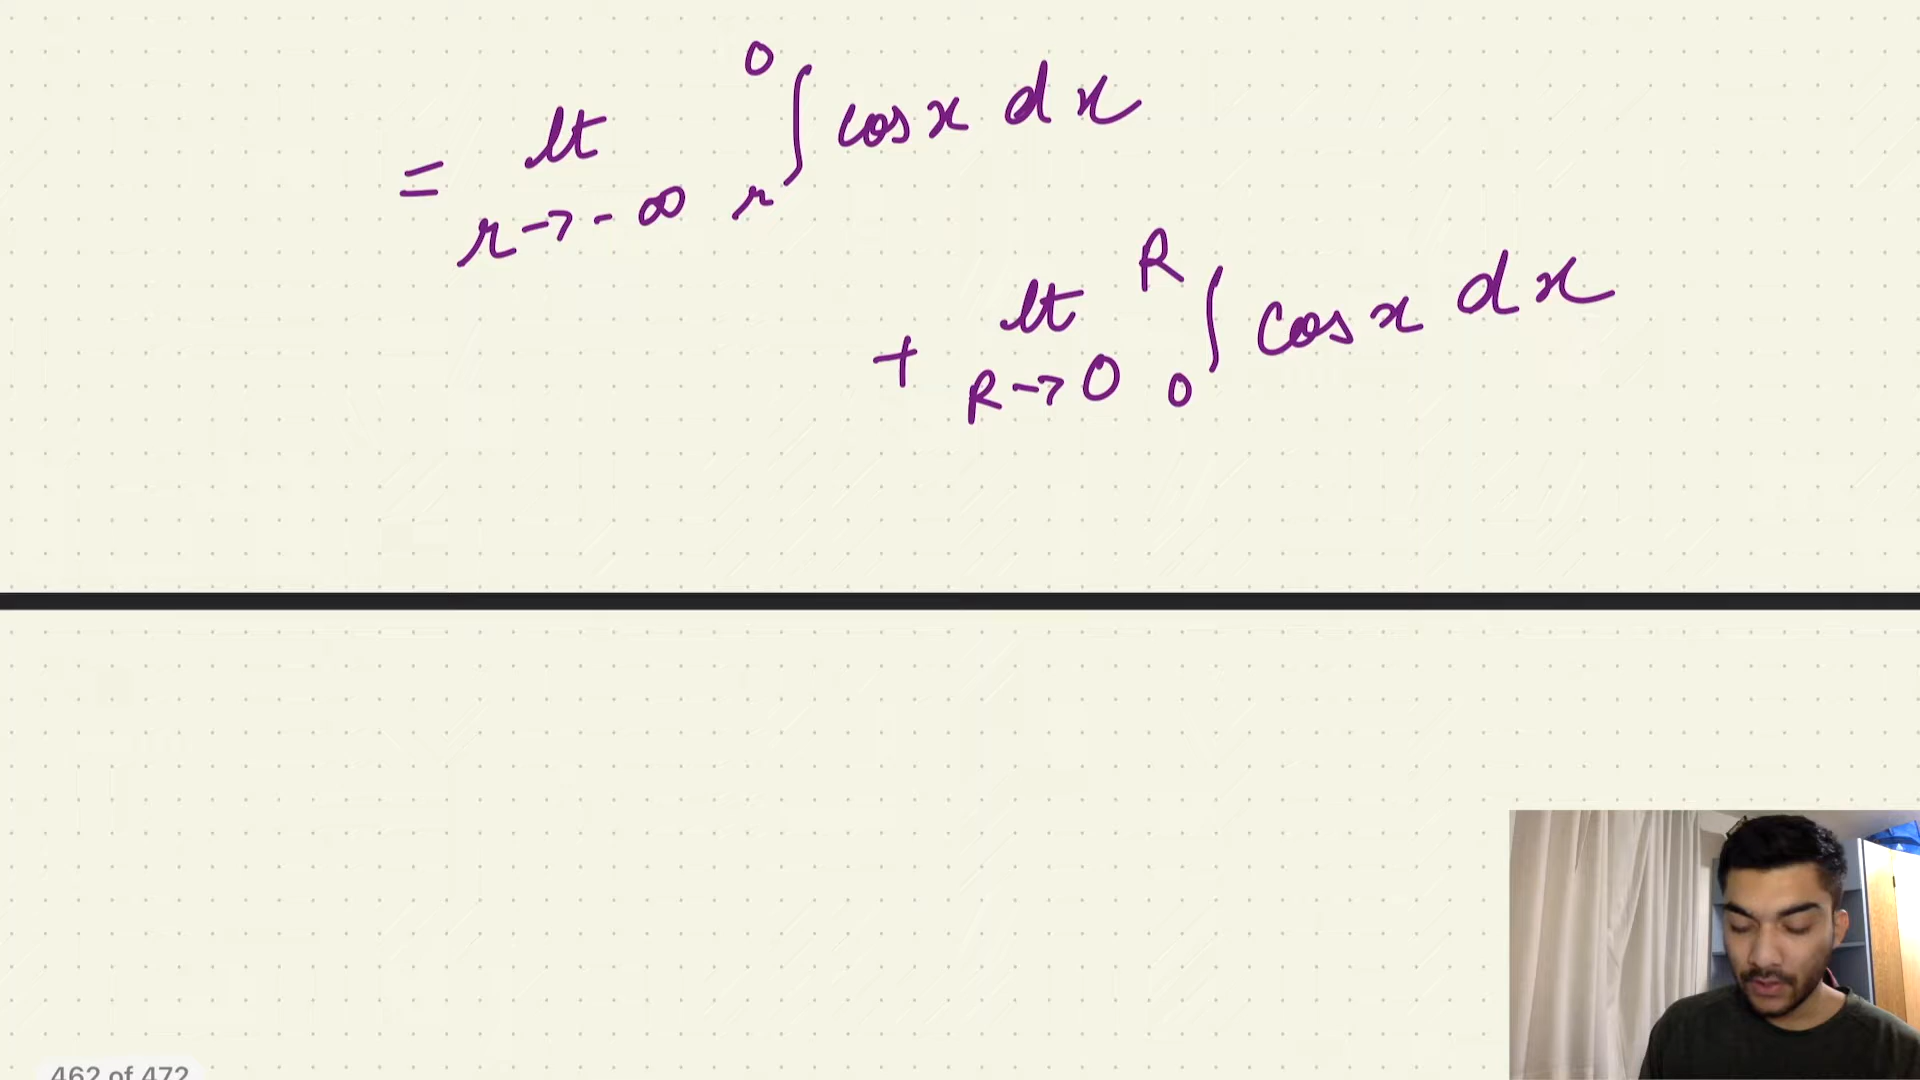 = lt r→-∞ ∫ r 0 cos x dx
+ lt R→0 ∫ 0 R cos x dx
462 of 472